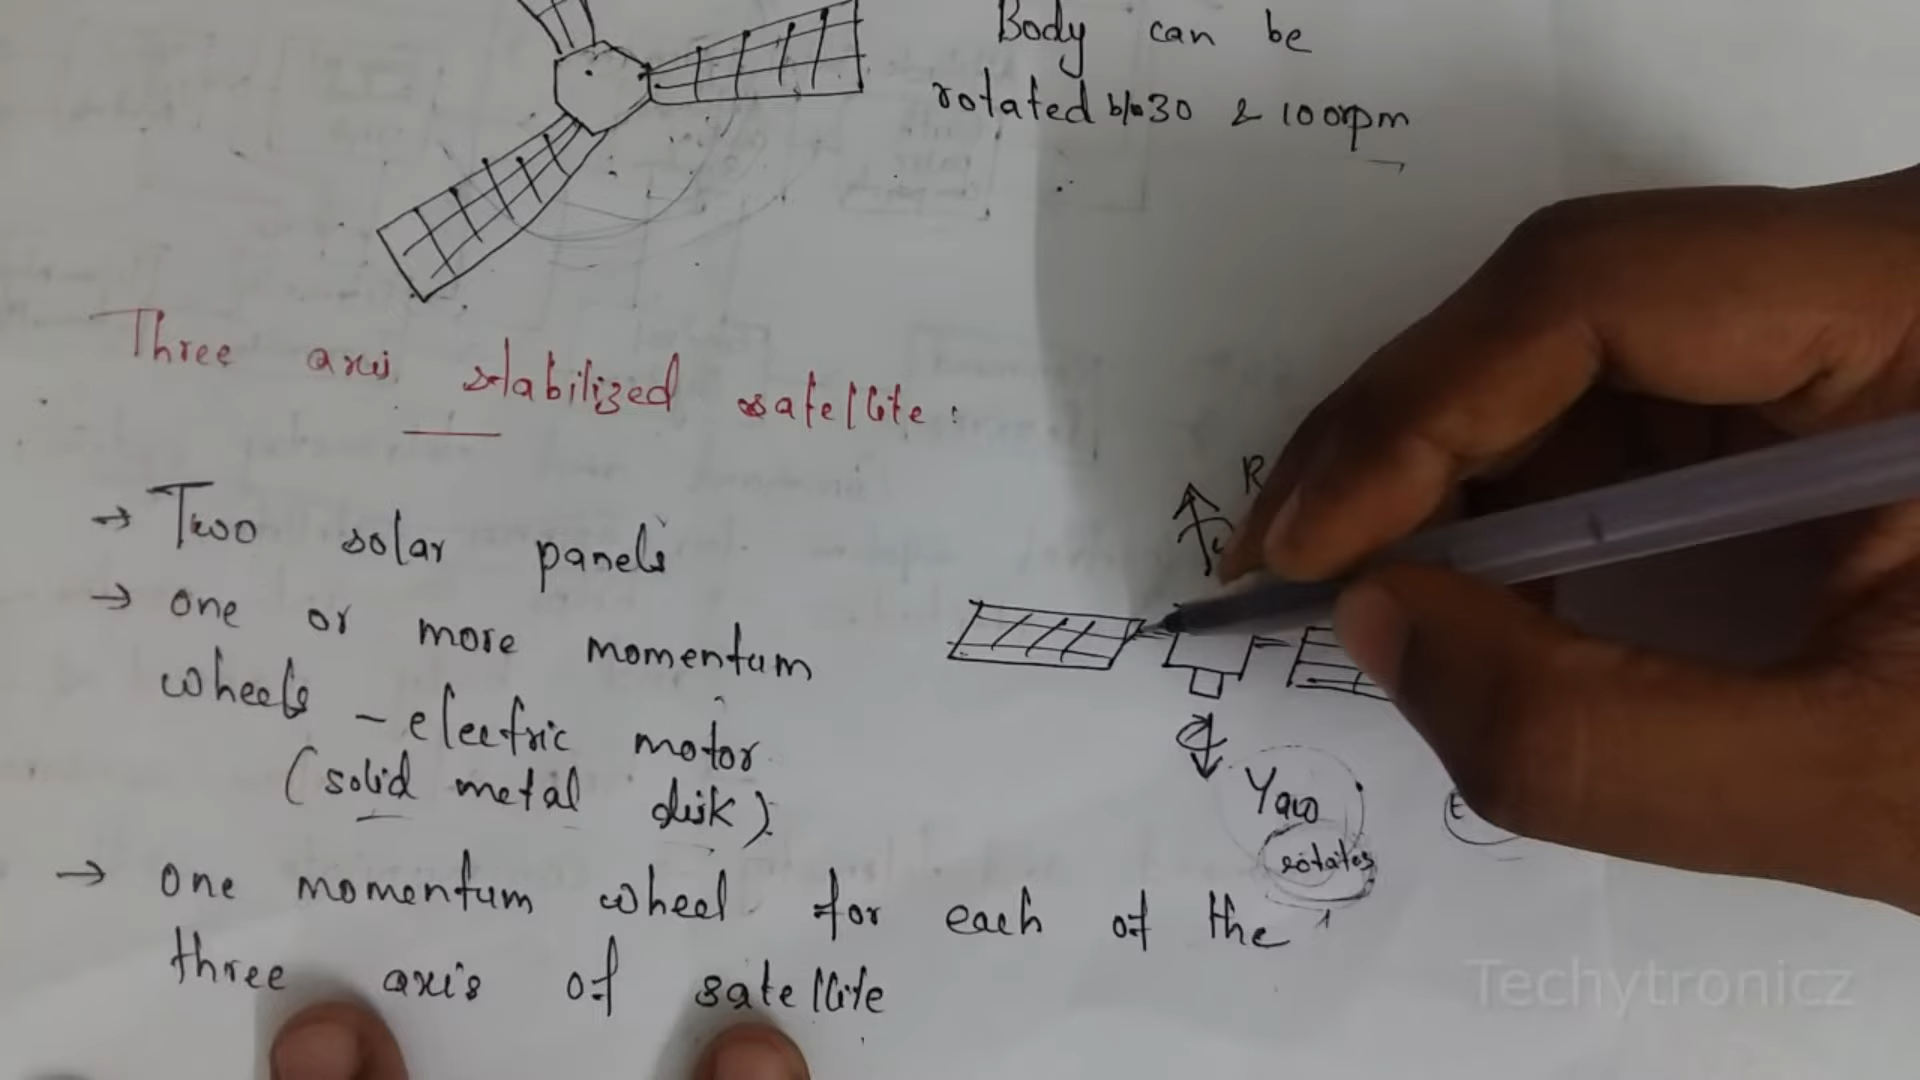 Body can be
rotated b/w 30 & 100rpm
Three axis stabilized satellite:
→ Two solar panels
→ one or more momentum
wheels - electric motor
(solid metal disk)
→ one momentum wheel for each of the
three axis of satellite
R
Yaw
rotates
Techytronicz